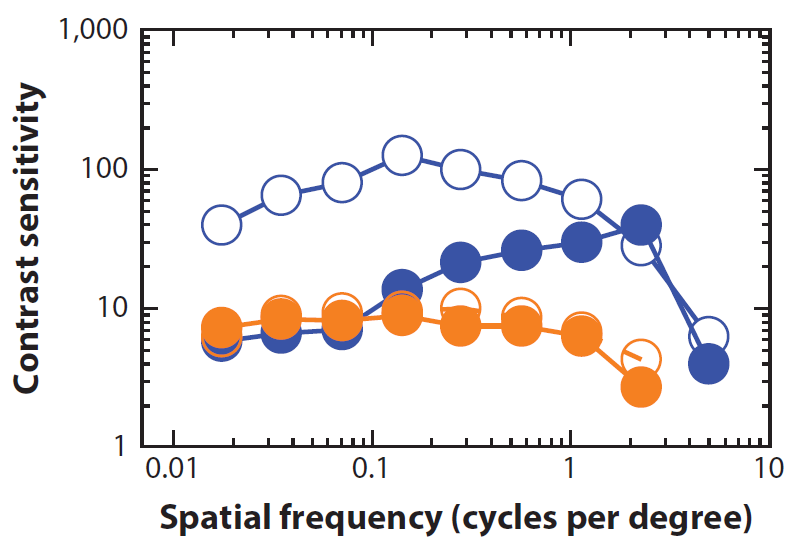 1,000
100
10
1
Contrast sensitivity
0.01 0.1 1 10
Spatial frequency (cycles per degree)